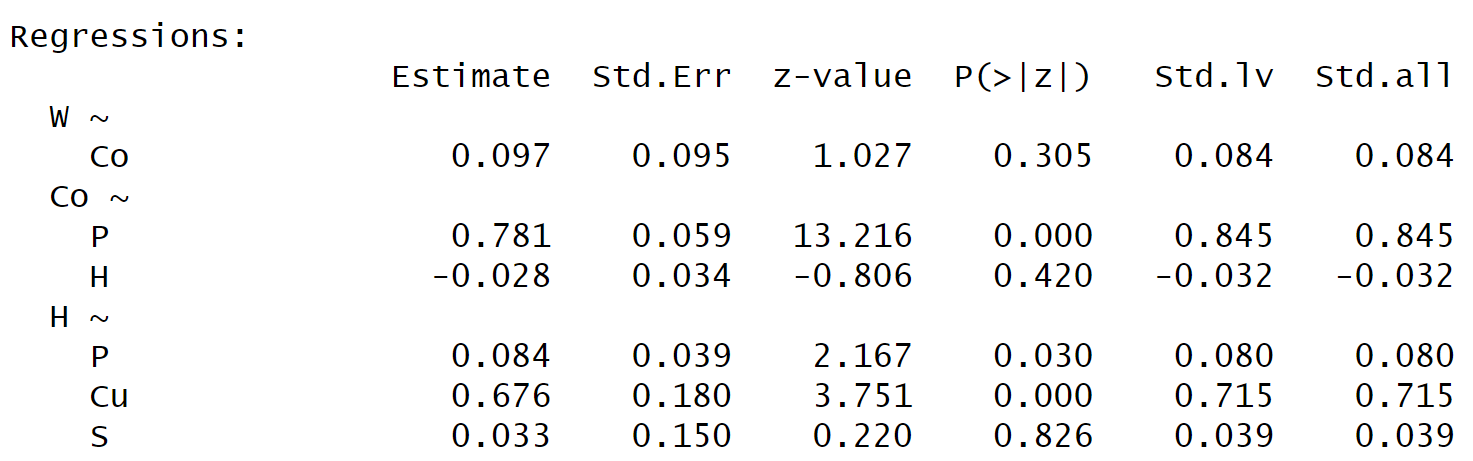 Regressions:
Estimate Std.Err z-value P(>|z|) Std.lv Std.all
W ~
Co 0.097 0.095 1.027 0.305 0.084 0.084
Co ~
P 0.781 0.059 13.216 0.000 0.845 0.845
H -0.028 0.034 -0.806 0.420 -0.032 -0.032
H ~
P 0.084 0.039 2.167 0.030 0.080 0.080
Cu 0.676 0.180 3.751 0.000 0.715 0.715
S 0.033 0.150 0.220 0.826 0.039 0.039